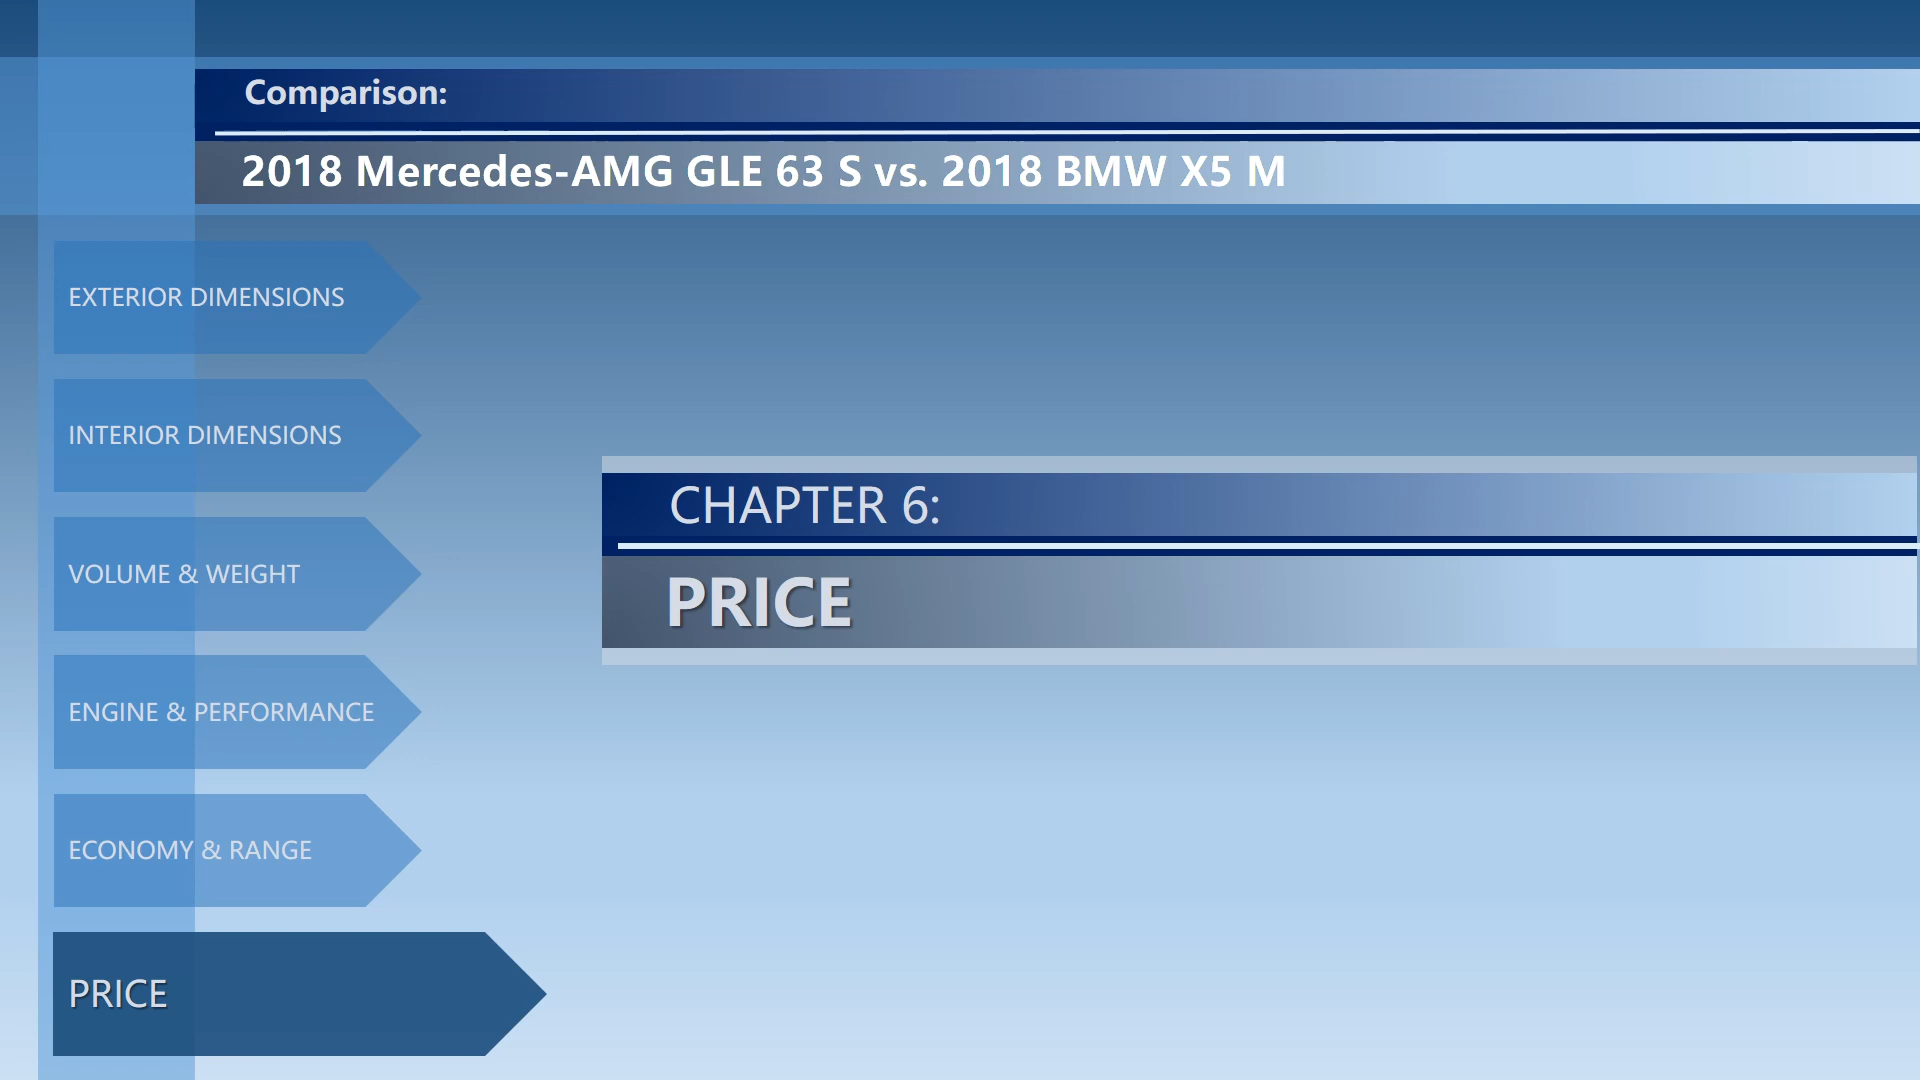 Comparison:
2018 Mercedes-AMG GLE 63 S vs. 2018 BMW X5 M
EXTERIOR DIMENSIONS
INTERIOR DIMENSIONS
VOLUME & WEIGHT
ENGINE & PERFORMANCE
ECONOMY & RANGE
PRICE
CHAPTER 6:
PRICE